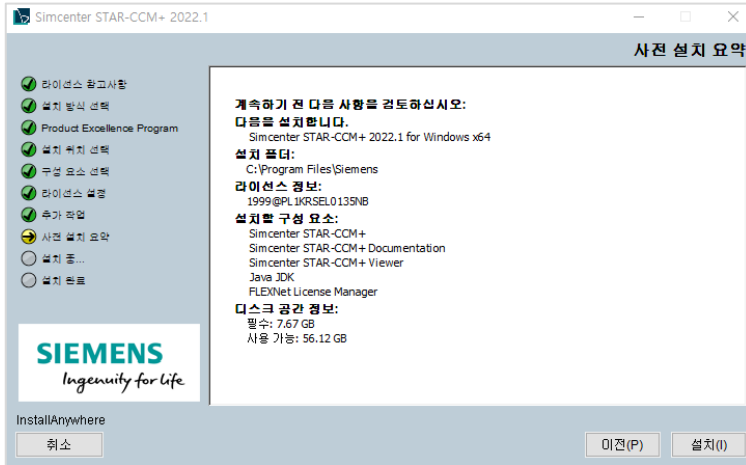 Simcenter STAR-CCM+ 2022.1
사전 설치 요약
라이선스 참고사항
설치 방식 선택
Product Excellence Program
설치 위치 선택
구성 요소 선택
라이선스 설정
추가 작업
사전 설치 요약
설치 중...
설치 완료
계속하기 전 다음 사항을 검토하십시오:
다음을 설치합니다.
Simcenter STAR-CCM+ 2022.1 for Windows x64
설치 폴더:
C:\Program Files\Siemens
라이선스 정보:
1999@PL1KRSEL0135NB
설치할 구성 요소:
Simcenter STAR-CCM+
Simcenter STAR-CCM+ Documentation
Simcenter STAR-CCM+ Viewer
Java JDK
FLEXNet License Manager
디스크 공간 정보:
필수: 7.67 GB
사용 가능: 56.12 GB
SIEMENS
Ingenuity for life
InstallAnywhere
취소
이전(P)
설치(I)